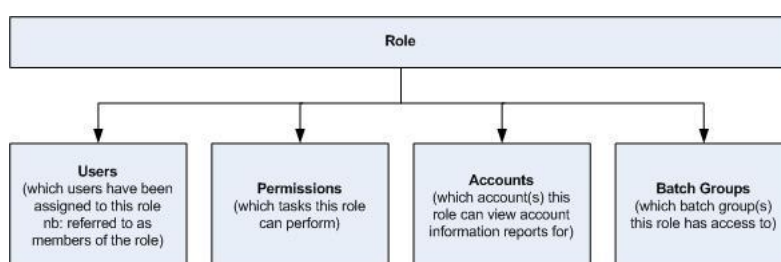 Role
Users
(which users have been
assigned to this role
nb: referred to as
members of the role)
Permissions
(which tasks this role
can perform)
Accounts
(which account(s) this
role can view account
information reports for)
Batch Groups
(which batch group(s)
this role has access to)